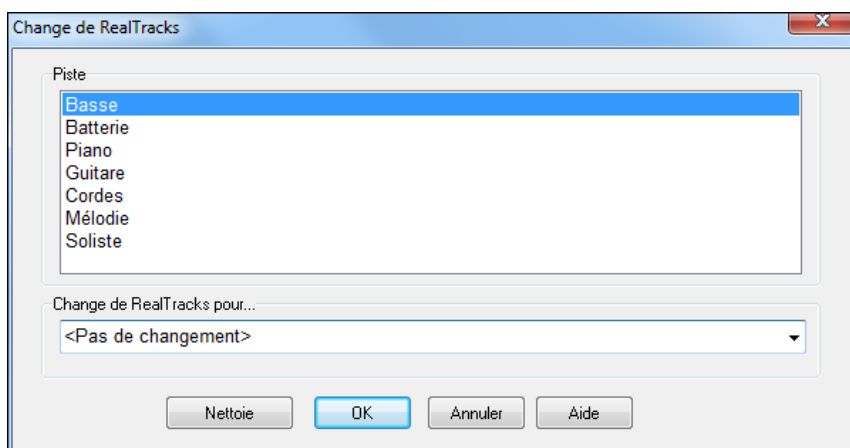 Change de RealTracks
Piste
Basse
Batterie
Piano
Guitare
Cordes
Mélodie
Soliste
Change de RealTracks pour...
<Pas de changement>
Nettoie OK Annuler Aide